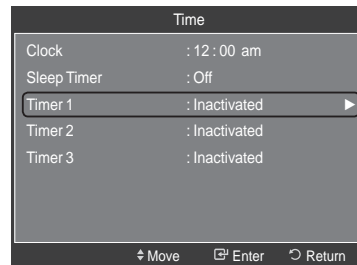 Time
Clock : 12 : 00 am
Sleep Timer : Off
Timer 1 : Inactivated
Timer 2 : Inactivated
Timer 3 : Inactivated
Move Enter Return